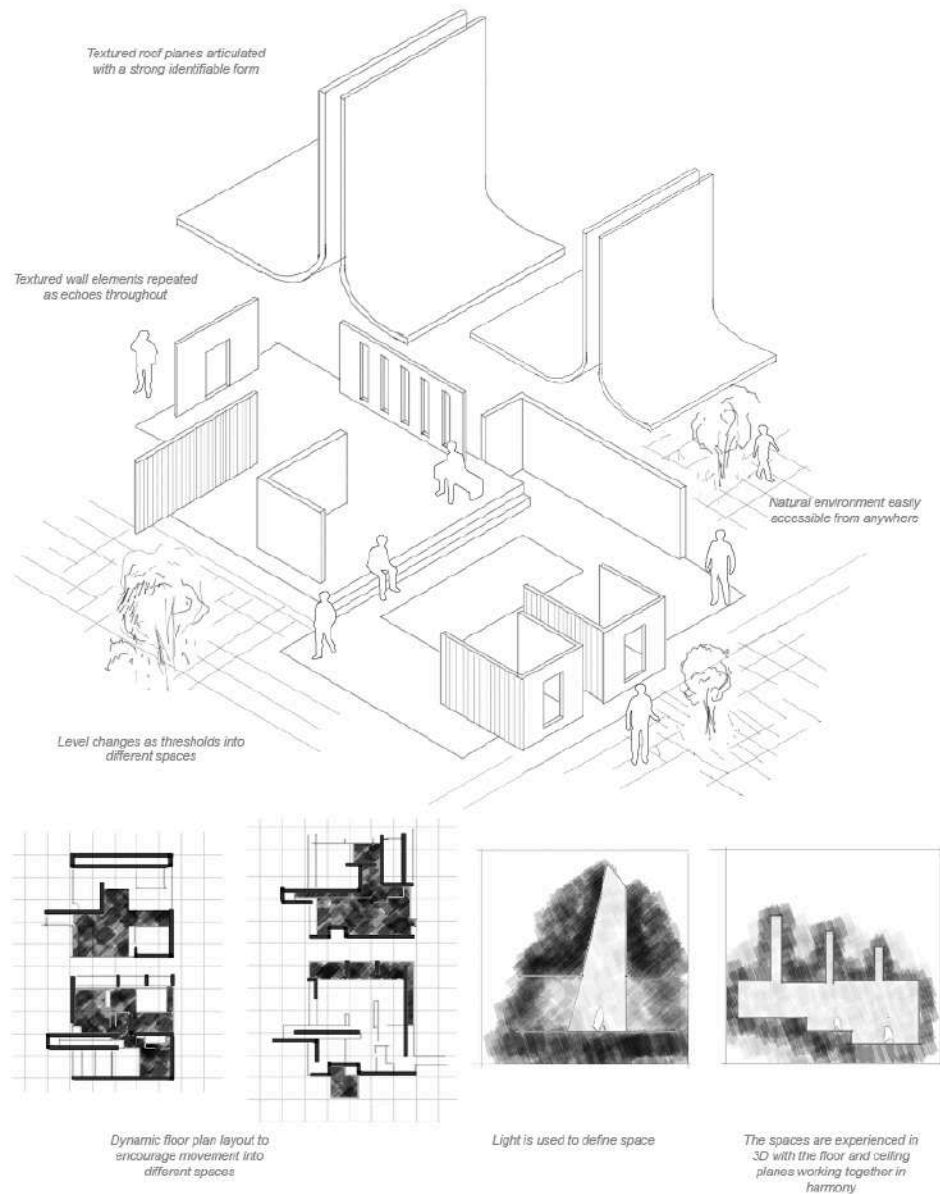 Textured roof planes articulated
with a strong identifiable form
Textured wall elements repeated
as echoes throughout
Natural environment easily
accessible from anywhere
Level changes as thresholds into
different spaces
Dynamic floor plan layout to
encourage movement into
different spaces
Light is used to define space
The spaces are experienced in
3D with the floor and ceiling
planes working together in
harmony